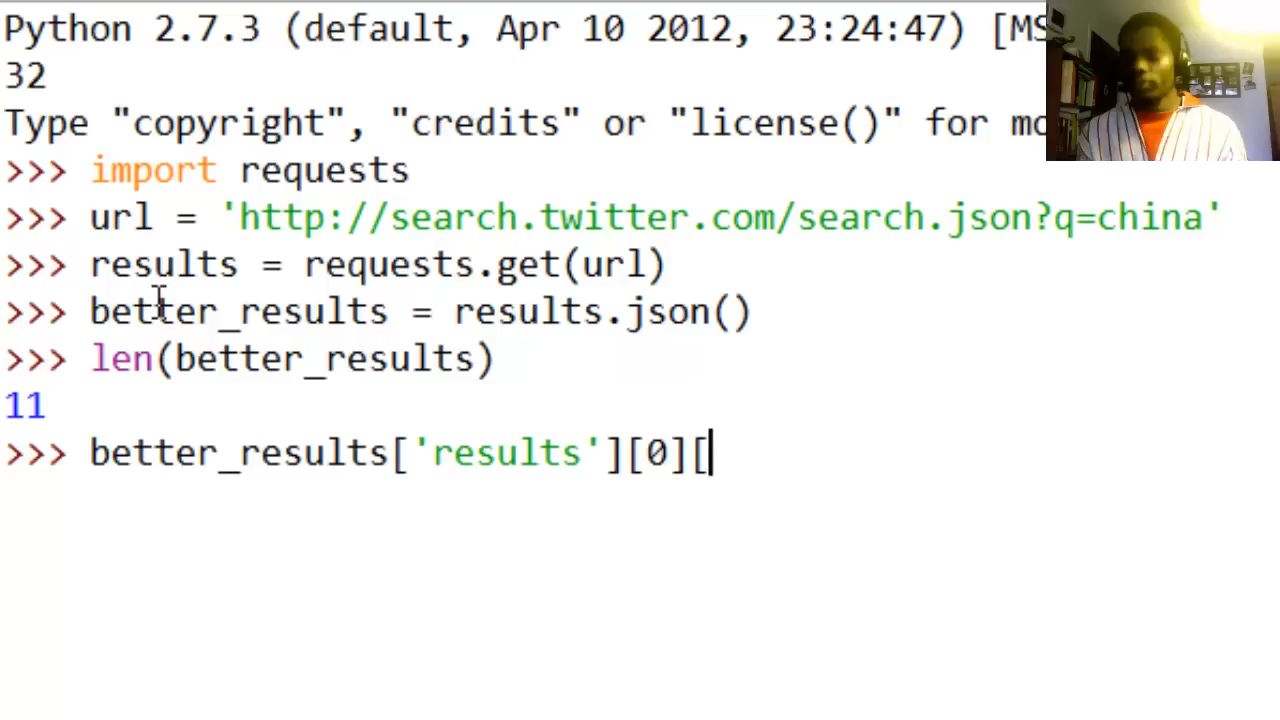 Python 2.7.3 (default, Apr 10 2012, 23:24:47) [MS
32
Type "copyright", "credits" or "license()" for mo
>>> import requests
>>> url = 'http://search.twitter.com/search.json?q=china'
>>> results = requests.get(url)
>>> better_results = results.json()
>>> len(better_results)
11
>>> better_results['results'][0][